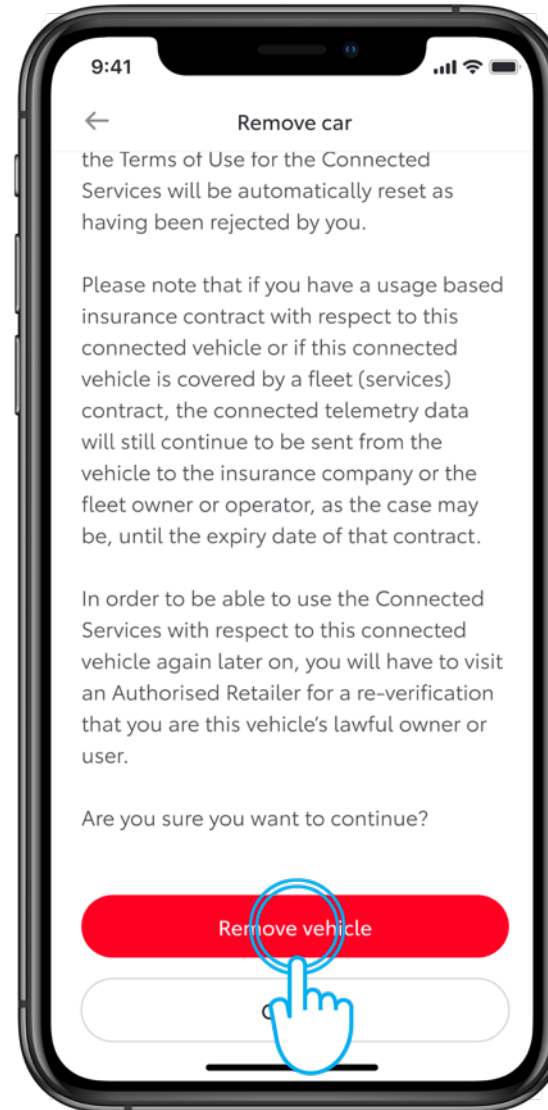 9:41
Remove car
the Terms of Use for the Connected
Services will be automatically reset as
having been rejected by you.
Please note that if you have a usage based
insurance contract with respect to this
connected vehicle or if this connected
vehicle is covered by a fleet (services)
contract, the connected telemetry data
will still continue to be sent from the
vehicle to the insurance company or the
fleet owner or operator, as the case may
be, until the expiry date of that contract.
In order to be able to use the Connected
Services with respect to this connected
vehicle again later on, you will have to visit
an Authorised Retailer for a re-verification
that you are this vehicle’s lawful owner or
user.
Are you sure you want to continue?
Remove vehicle